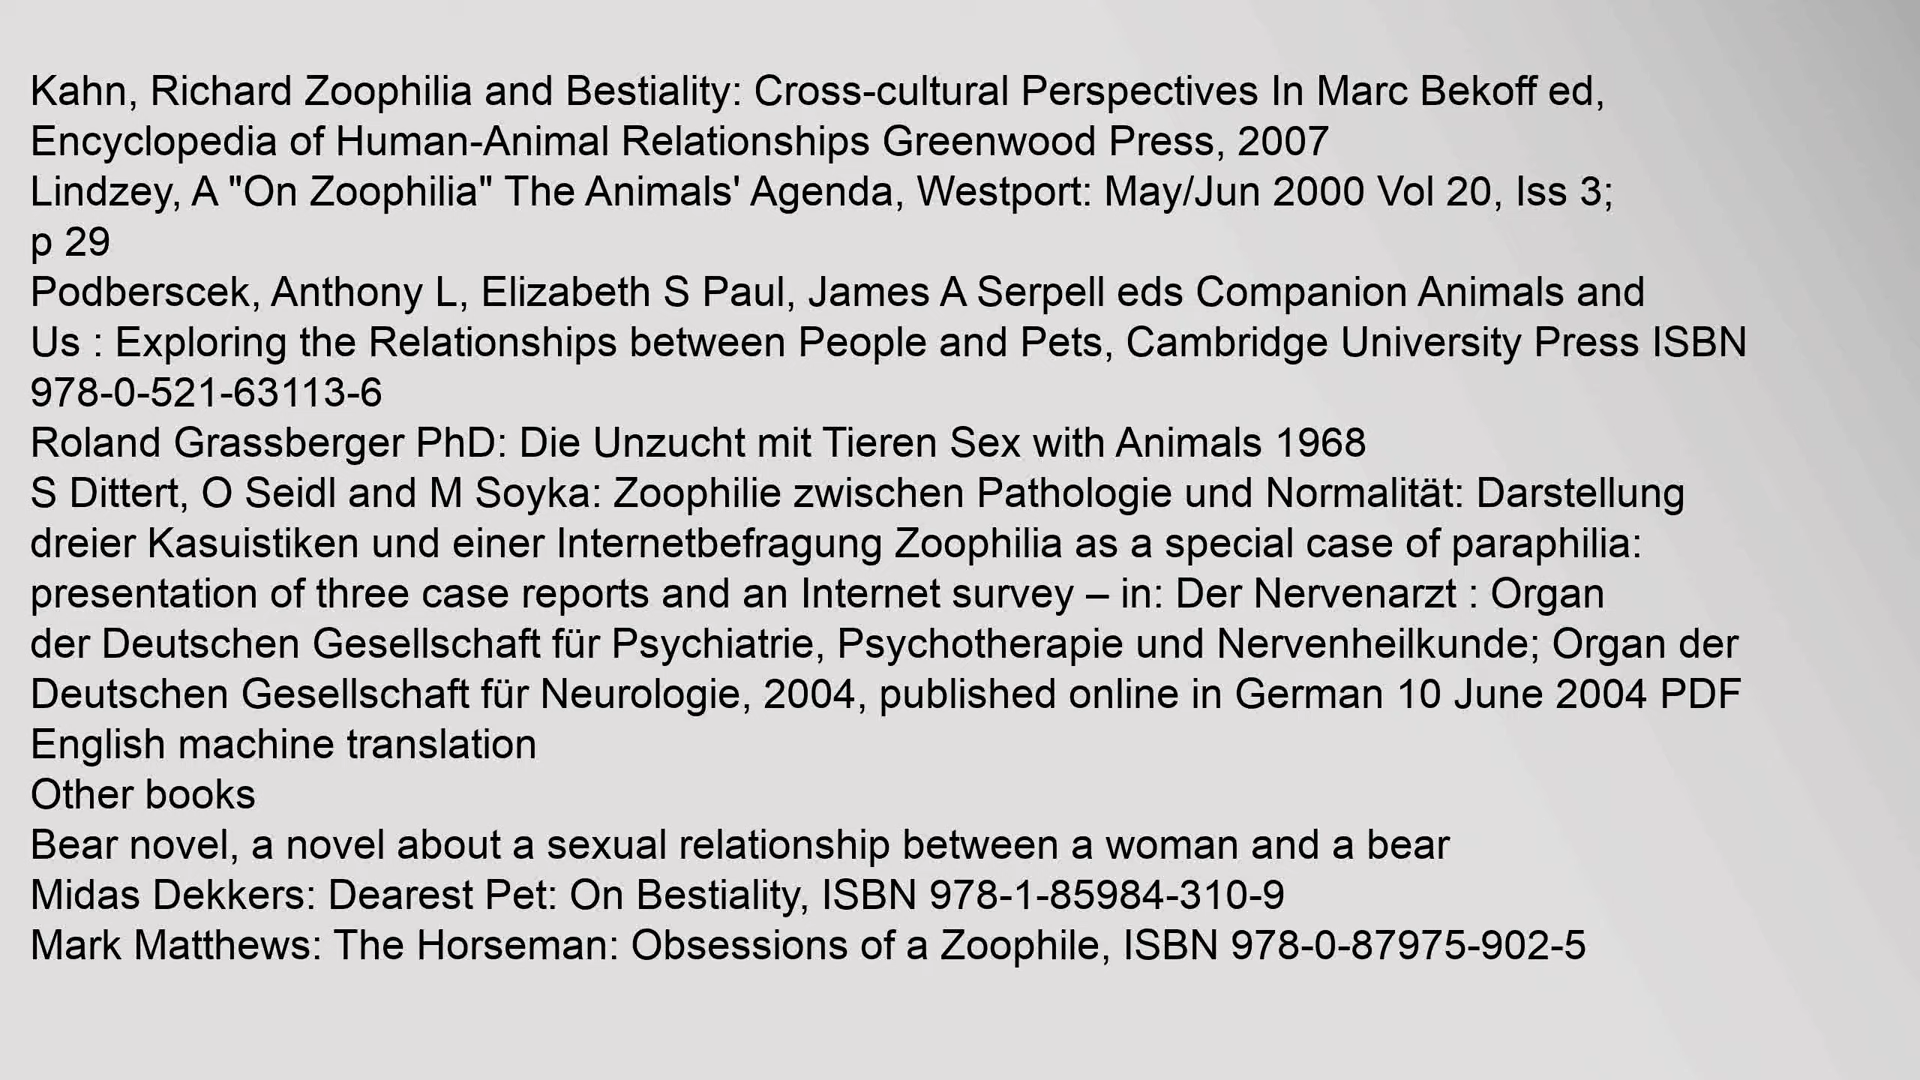 Kahn, Richard Zoophilia and Bestiality: Cross-cultural Perspectives In Marc Bekoff ed,
Encyclopedia of Human-Animal Relationships Greenwood Press, 2007
Lindzey, A "On Zoophilia" The Animals' Agenda, Westport: May/Jun 2000 Vol 20, Iss 3;
p 29
Podberscek, Anthony L, Elizabeth S Paul, James A Serpell eds Companion Animals and
Us : Exploring the Relationships between People and Pets, Cambridge University Press ISBN
978-0-521-63113-6
Roland Grassberger PhD: Die Unzucht mit Tieren Sex with Animals 1968
S Dittert, O Seidl and M Soyka: Zoophilie zwischen Pathologie und Normalität: Darstellung
dreier Kasuistiken und einer Internetbefragung Zoophilia as a special case of paraphilia:
presentation of three case reports and an Internet survey – in: Der Nervenarzt : Organ
der Deutschen Gesellschaft für Psychiatrie, Psychotherapie und Nervenheilkunde; Organ der
Deutschen Gesellschaft für Neurologie, 2004, published online in German 10 June 2004 PDF
English machine translation
Other books
Bear novel, a novel about a sexual relationship between a woman and a bear
Midas Dekkers: Dearest Pet: On Bestiality, ISBN 978-1-85984-310-9
Mark Matthews: The Horseman: Obsessions of a Zoophile, ISBN 978-0-87975-902-5